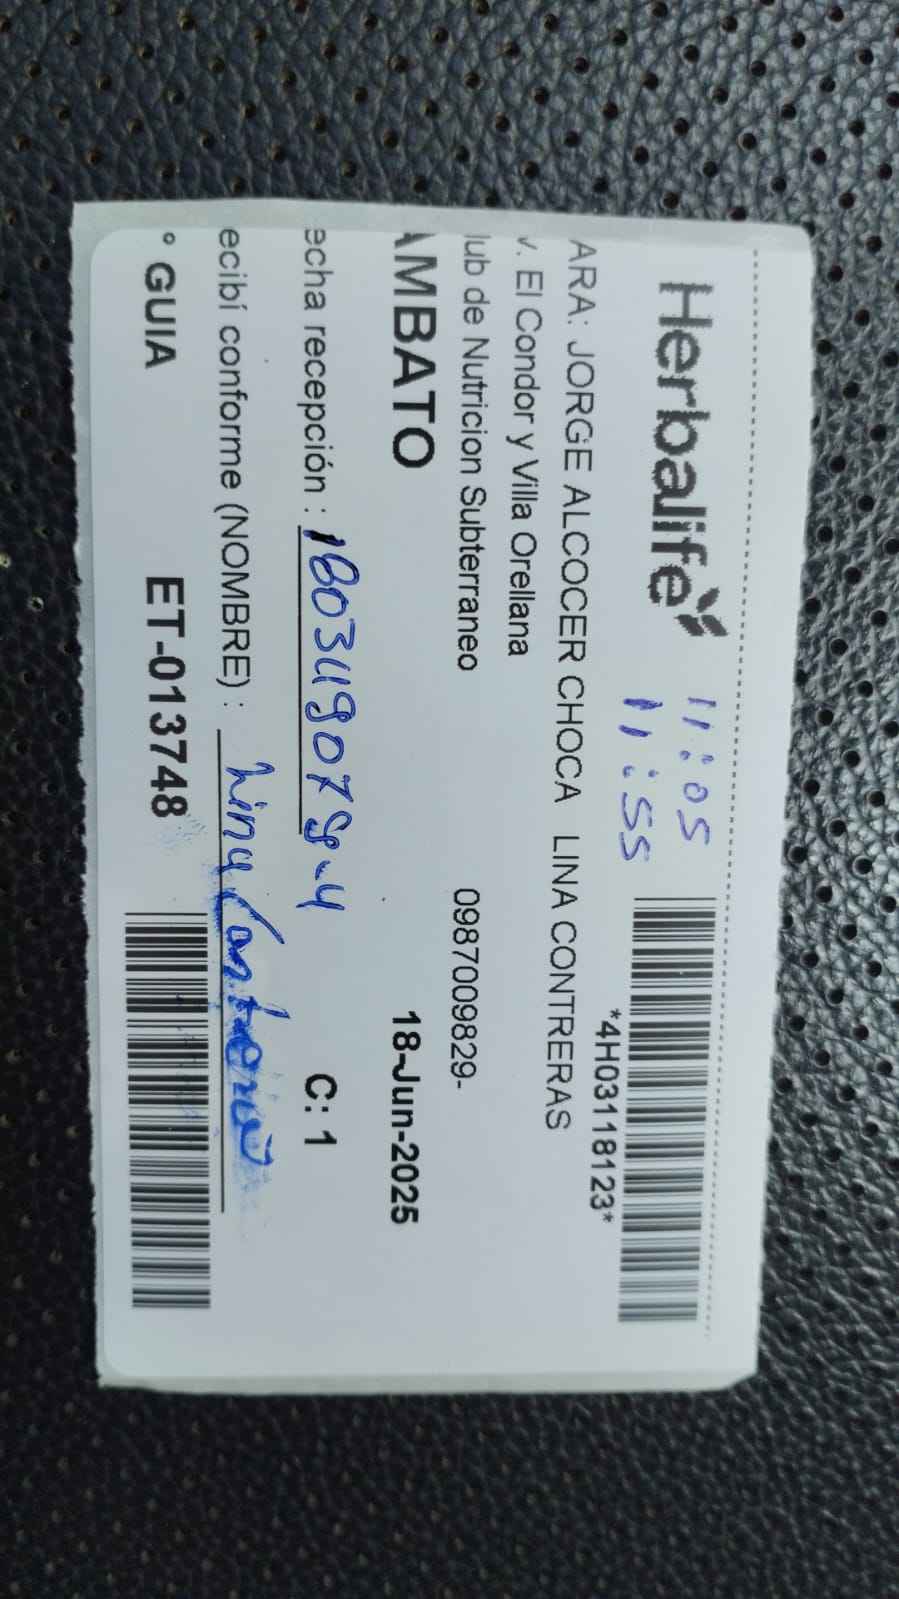 Herbalife
11:05
11:55
*4H03118123*
ARA: JORGE ALCOCER CHOCA LINA CONTRERAS
v. El Condor y Villa Orellana
lub de Nutricion Subterraneo 0987009829-
AMBATO 18-Jun-2025
echa recepción : C: 1
ecibí conforme (NOMBRE) : Lina Contreras
° GUIA ET-013748